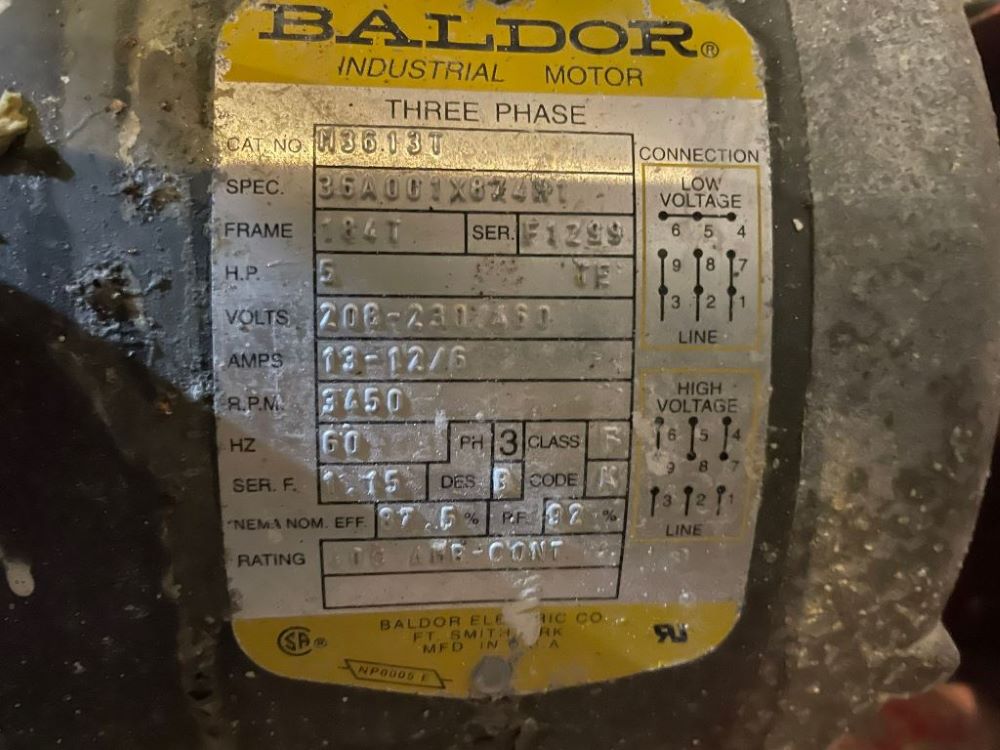 BALDOR®
INDUSTRIAL MOTOR
THREE PHASE
CAT. NO. M3613T
SPEC.
FRAME 184T SER. F1299
H.P. 5
VOLTS 208-230/460
AMPS 13-12/6
R.P.M. 3450
HZ 60 PH 3 CLASS F
SER. F. 1.15 DES CODE
NEMA NOM. EFF. 87.5 % P.F. 92 %
RATING 40C AMB-CONT
CONNECTION
LOW
VOLTAGE
6 5 4
9 8 7
3 2 1
LINE
HIGH
VOLTAGE
6 5 4
9 8 7
3 2 1
LINE
BALDOR ELECTRIC CO.
FT. SMITH, ARK
MFD IN U.S.A
SA ®
NP0005 E